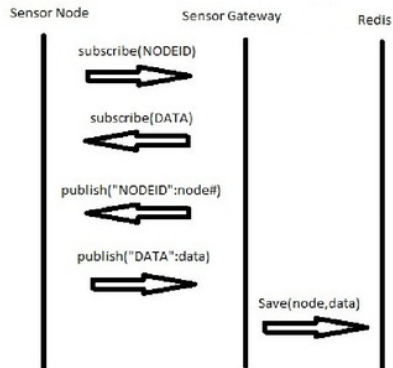 Sensor Node
Sensor Gateway
Redis
subscribe(NODEID)
subscribe(DATA)
publish("NODEID":node#)
publish("DATA":data)
Save(node,data)